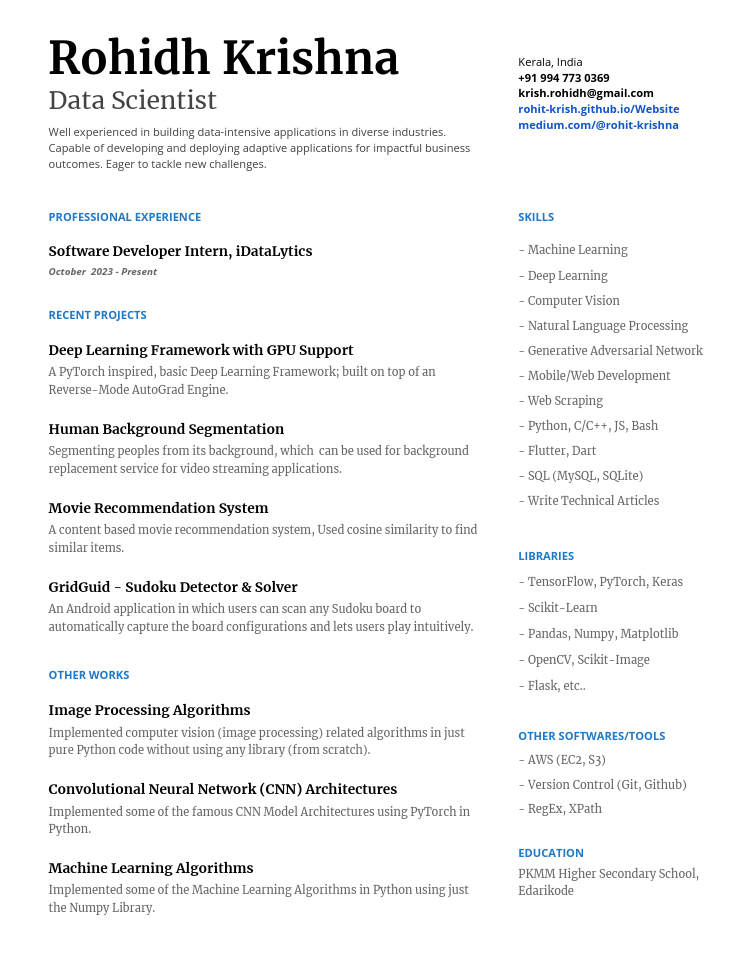 Rohidh Krishna
Data Scientist
Well experienced in building data-intensive applications in diverse industries.
Capable of developing and deploying adaptive applications for impactful business
outcomes. Eager to tackle new challenges.
Kerala, India
+91 994 773 0369
krish.rohidh@gmail.com
rohit-krish.github.io/Website
medium.com/@rohit-krishna
PROFESSIONAL EXPERIENCE
Software Developer Intern, iDataLytics
October  2023 - Present
RECENT PROJECTS
Deep Learning Framework with GPU Support
A PyTorch inspired, basic Deep Learning Framework; built on top of an
Reverse-Mode AutoGrad Engine.
Human Background Segmentation
Segmenting peoples from its background, which  can be used for background
replacement service for video streaming applications.
Movie Recommendation System
A content based movie recommendation system, Used cosine similarity to find
similar items.
GridGuid - Sudoku Detector & Solver
An Android application in which users can scan any Sudoku board to
automatically capture the board configurations and lets users play intuitively.
OTHER WORKS
Image Processing Algorithms
Implemented computer vision (image processing) related algorithms in just
pure Python code without using any library (from scratch).
Convolutional Neural Network (CNN) Architectures
Implemented some of the famous CNN Model Architectures using PyTorch in
Python.
Machine Learning Algorithms
Implemented some of the Machine Learning Algorithms in Python using just
the Numpy Library.
SKILLS
- Machine Learning
- Deep Learning
- Computer Vision
- Natural Language Processing
- Generative Adversarial Network
- Mobile/Web Development
- Web Scraping
- Python, C/C++, JS, Bash
- Flutter, Dart
- SQL (MySQL, SQLite)
- Write Technical Articles
LIBRARIES
- TensorFlow, PyTorch, Keras
- Scikit-Learn
- Pandas, Numpy, Matplotlib
- OpenCV, Scikit-Image
- Flask, etc..
OTHER SOFTWARES/TOOLS
- AWS (EC2, S3)
- Version Control (Git, Github)
- RegEx, XPath
EDUCATION
PKMM Higher Secondary School,
Edarikode